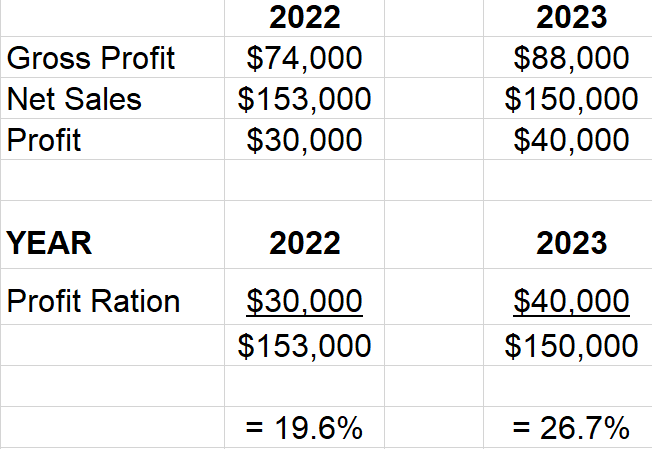 2022 2023
Gross Profit $74,000 $88,000
Net Sales $153,000 $150,000
Profit $30,000 $40,000
YEAR 2022 2023
Profit Ration $30,000 $40,000
$153,000 $150,000
= 19.6% = 26.7%